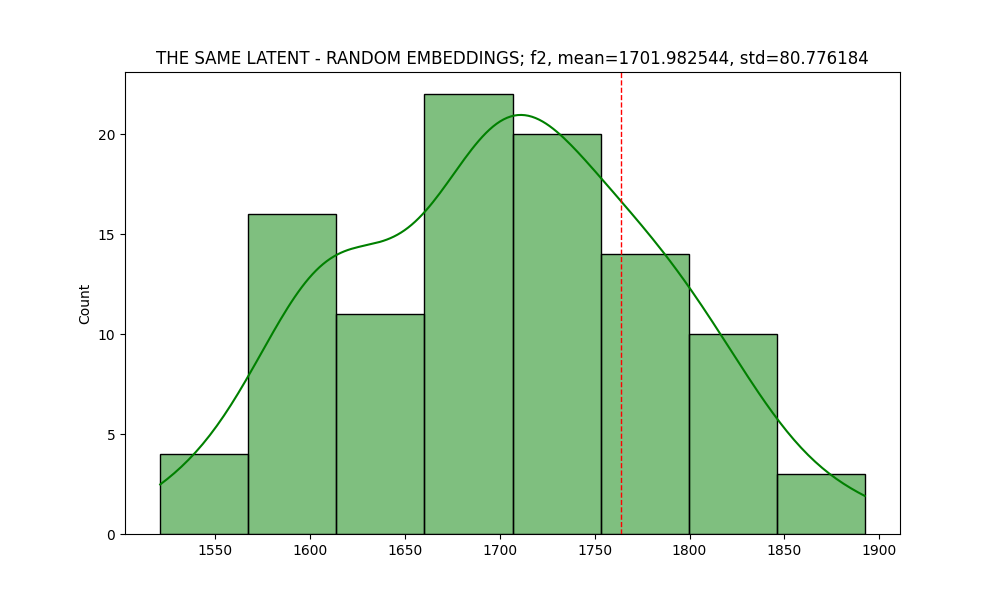 THE SAME LATENT - RANDOM EMBEDDINGS; f2, mean=1701.982544, std=80.776184
Count
20
15
10
5
0
1550 1600 1650 1700 1750 1800 1850 1900